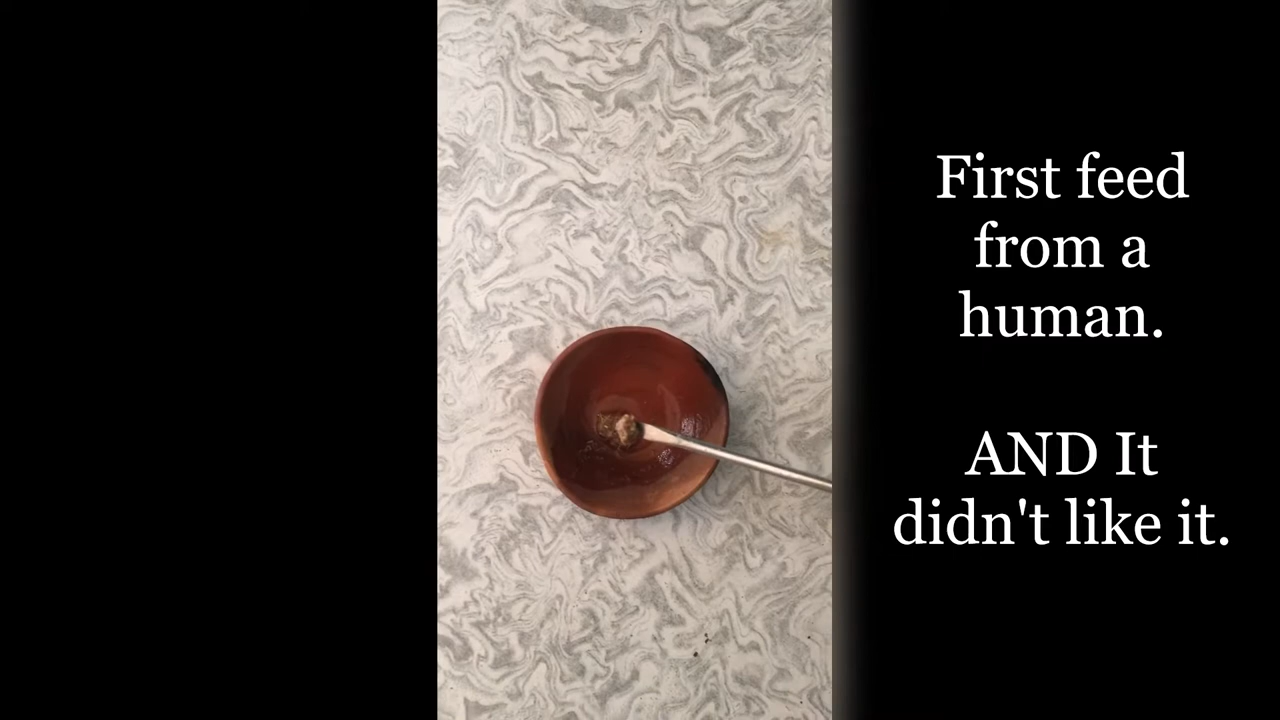 First feed
from a
human.
AND It
didn't like it.